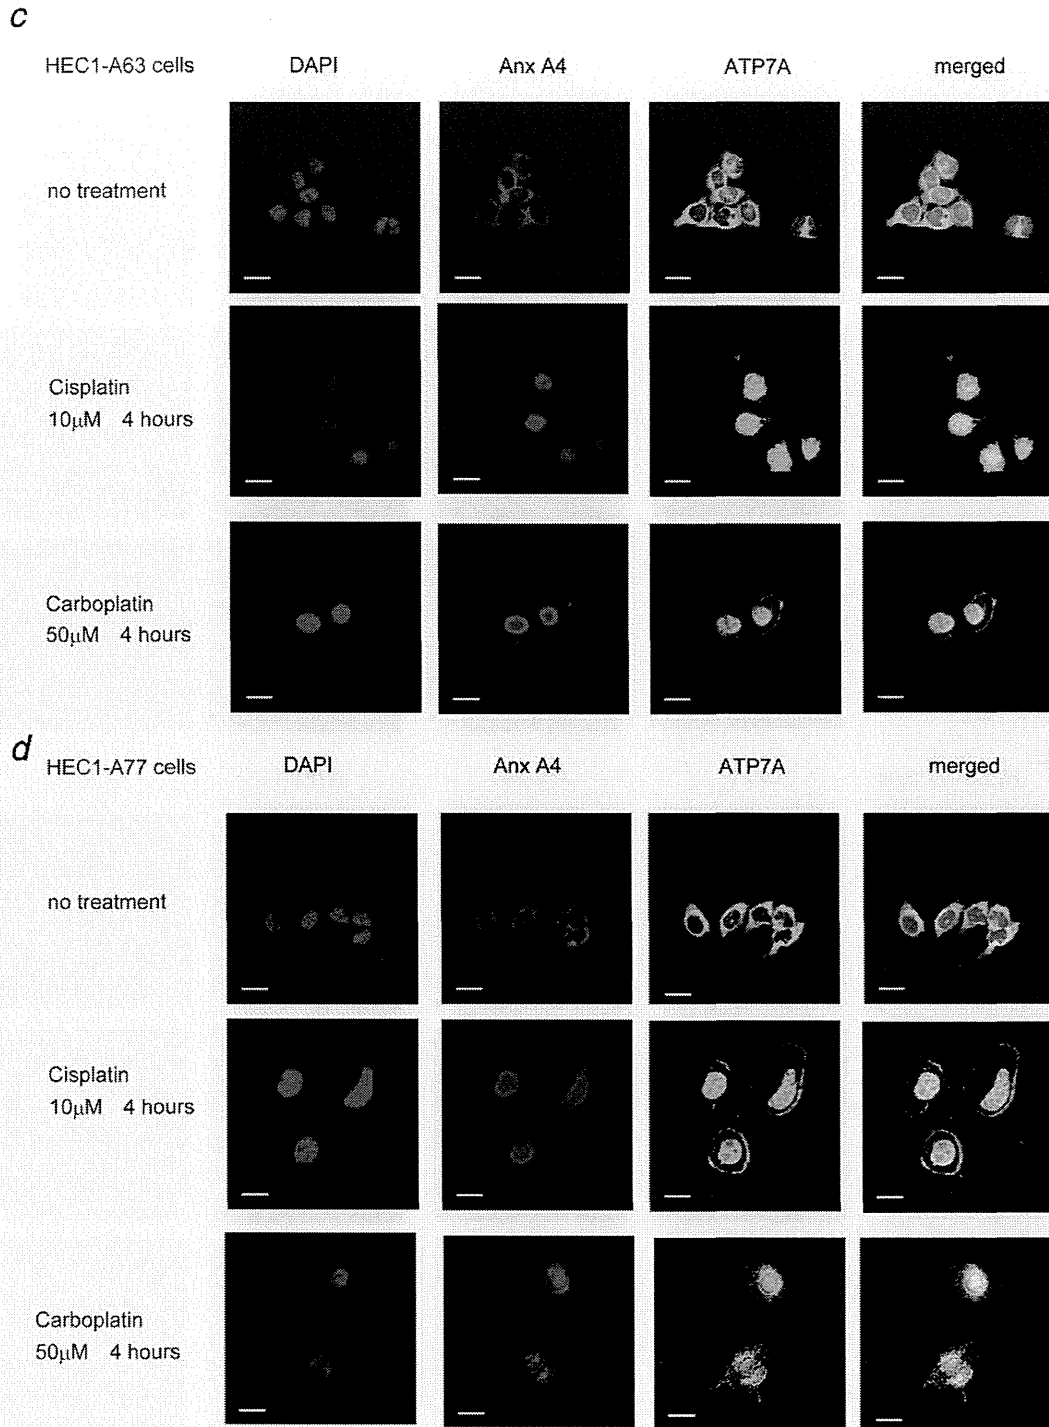 c
HEC1-A63 cells DAPI Anx A4 ATP7A merged
no treatment
Cisplatin
10µM 4 hours
Carboplatin
50µM 4 hours
d
HEC1-A77 cells DAPI Anx A4 ATP7A merged
no treatment
Cisplatin
10µM 4 hours
Carboplatin
50µM 4 hours